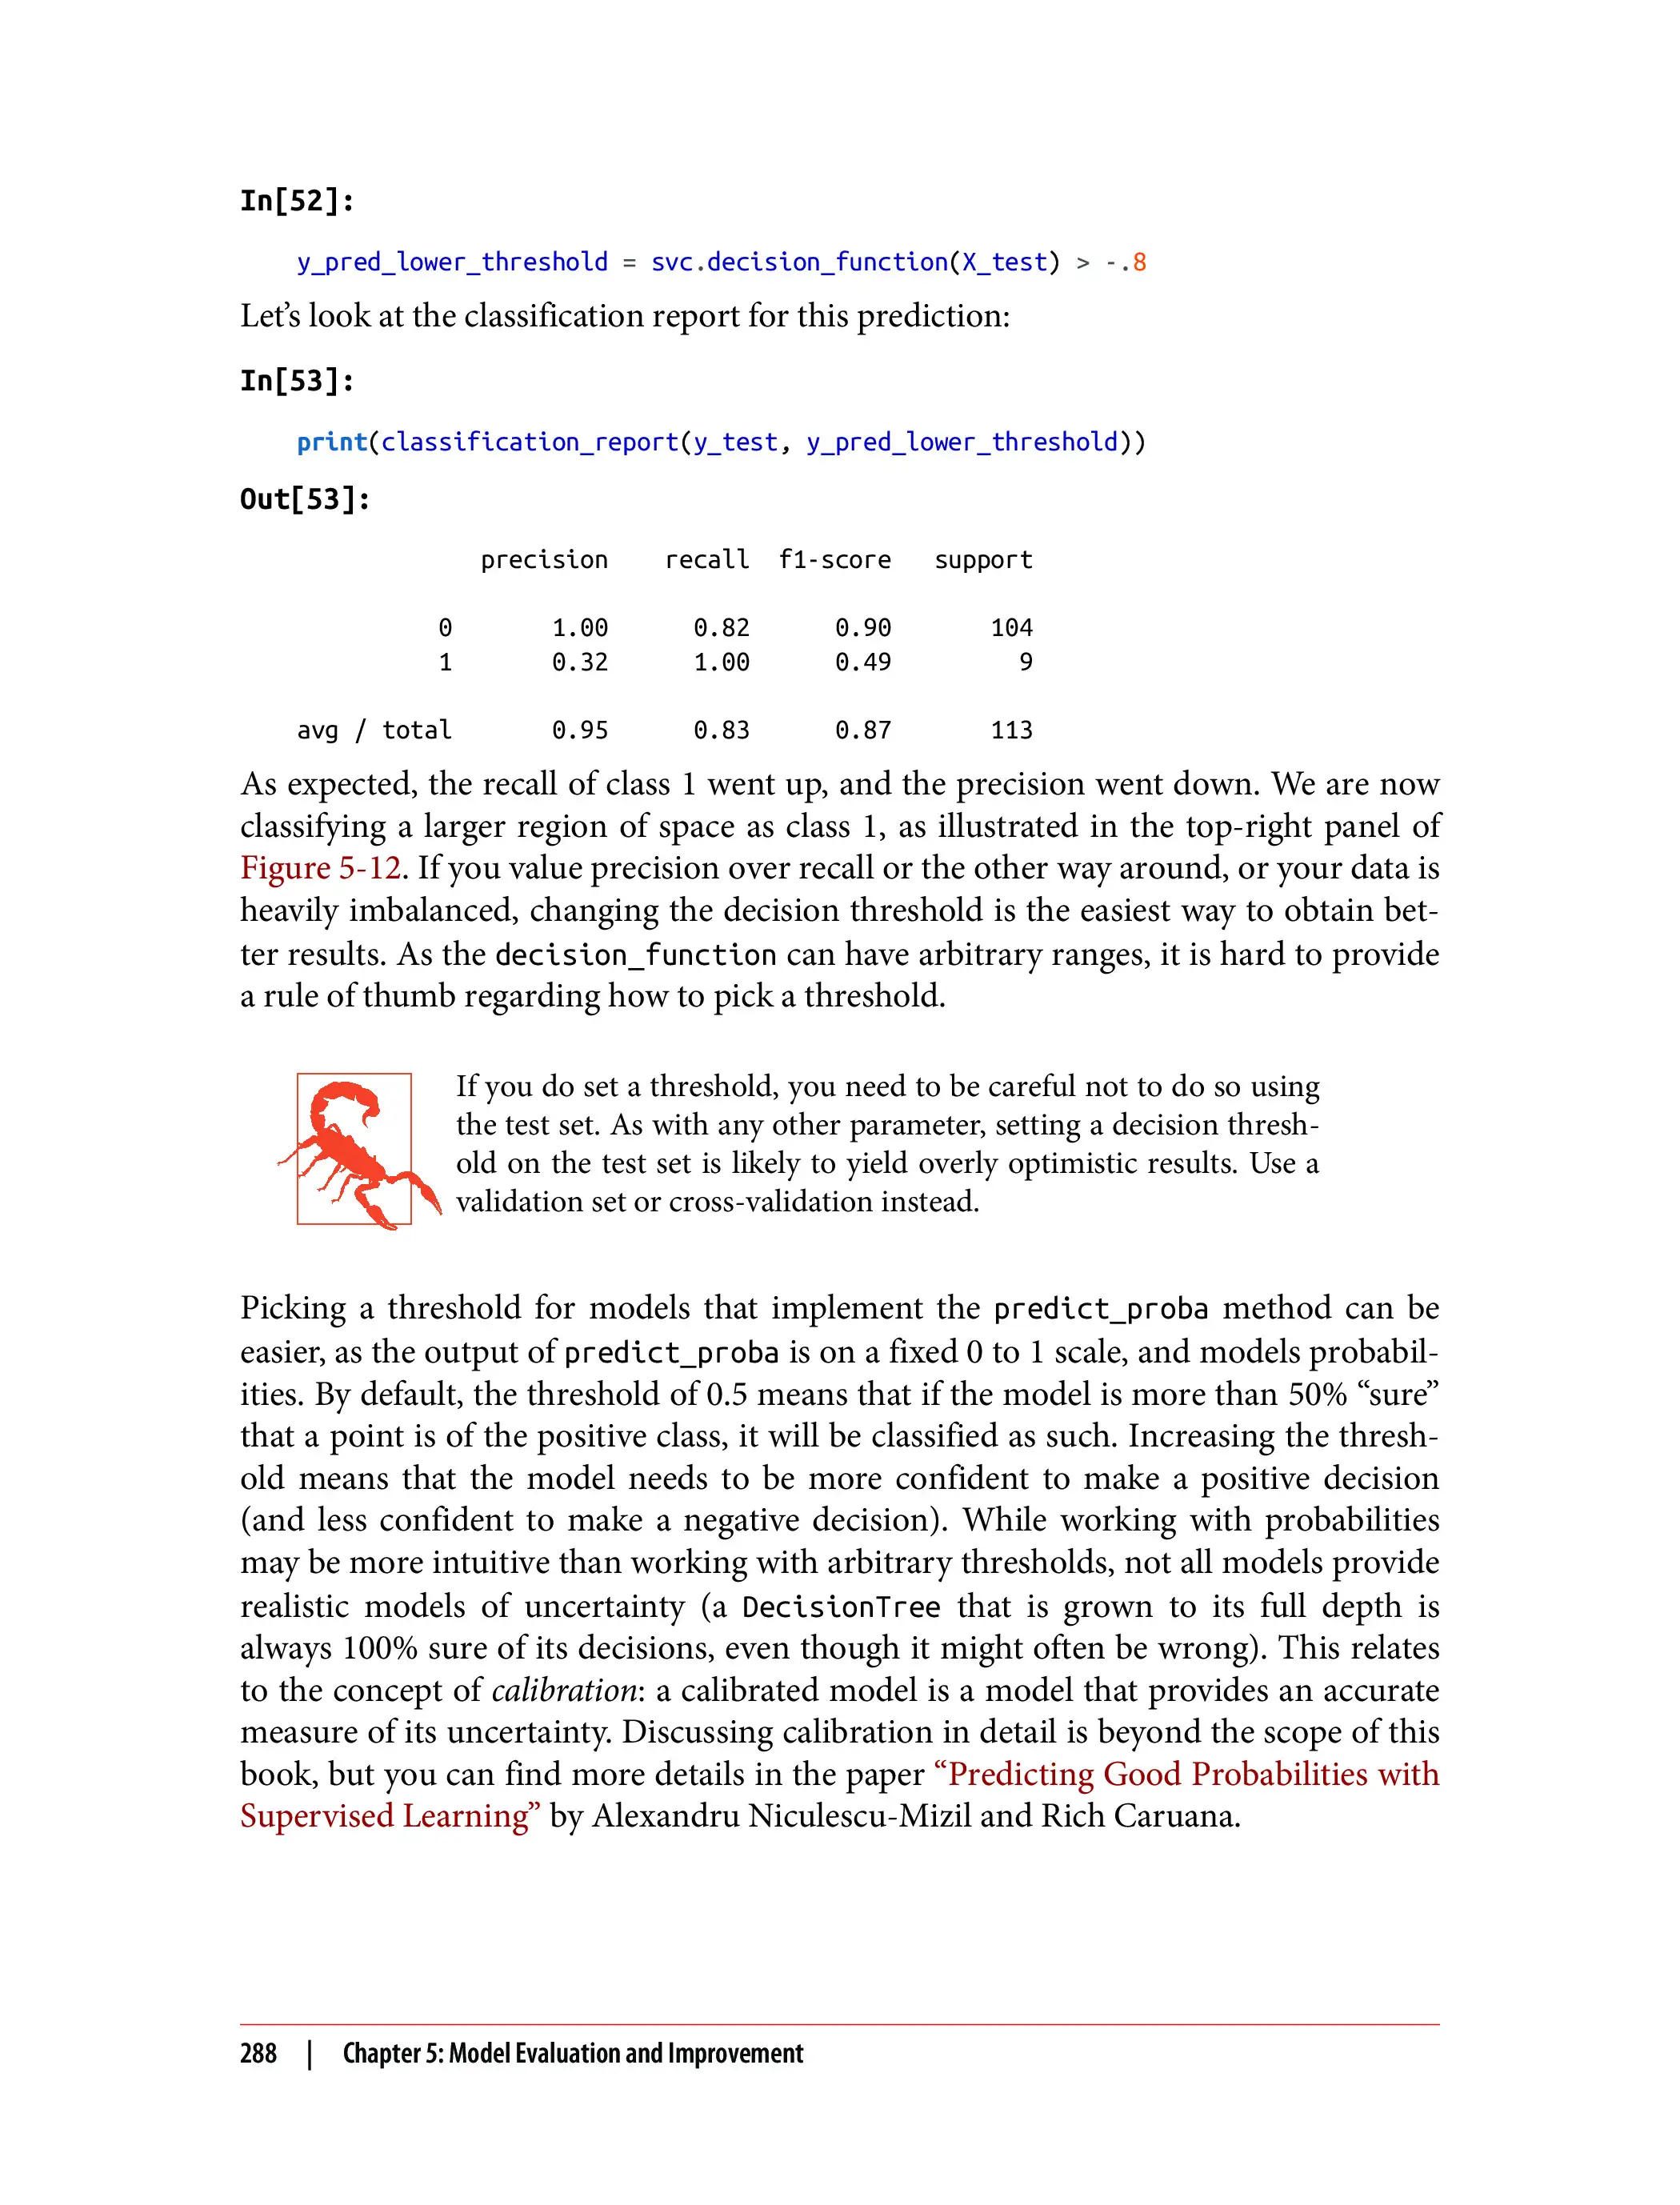 In[52]:
y_pred_lower_threshold = svc.decision_function(X_test) > -.8
Let’s look at the classification report for this prediction:
In[53]:
print(classification_report(y_test, y_pred_lower_threshold))
Out[53]:
precision recall f1-score support
0 1.00 0.82 0.90 104
1 0.32 1.00 0.49 9
avg / total 0.95 0.83 0.87 113
As expected, the recall of class 1 went up, and the precision went down. We are now
classifying a larger region of space as class 1, as illustrated in the top-right panel of
Figure 5-12. If you value precision over recall or the other way around, or your data is
heavily imbalanced, changing the decision threshold is the easiest way to obtain bet-
ter results. As the decision_function can have arbitrary ranges, it is hard to provide
a rule of thumb regarding how to pick a threshold.
If you do set a threshold, you need to be careful not to do so using
the test set. As with any other parameter, setting a decision thresh-
old on the test set is likely to yield overly optimistic results. Use a
validation set or cross-validation instead.
Picking a threshold for models that implement the predict_proba method can be
easier, as the output of predict_proba is on a fixed 0 to 1 scale, and models probabil-
ities. By default, the threshold of 0.5 means that if the model is more than 50% “sure”
that a point is of the positive class, it will be classified as such. Increasing the thresh-
old means that the model needs to be more confident to make a positive decision
(and less confident to make a negative decision). While working with probabilities
may be more intuitive than working with arbitrary thresholds, not all models provide
realistic models of uncertainty (a DecisionTree that is grown to its full depth is
always 100% sure of its decisions, even though it might often be wrong). This relates
to the concept of calibration: a calibrated model is a model that provides an accurate
measure of its uncertainty. Discussing calibration in detail is beyond the scope of this
book, but you can find more details in the paper “Predicting Good Probabilities with
Supervised Learning” by Alexandru Niculescu-Mizil and Rich Caruana.
288 | Chapter 5: Model Evaluation and Improvement